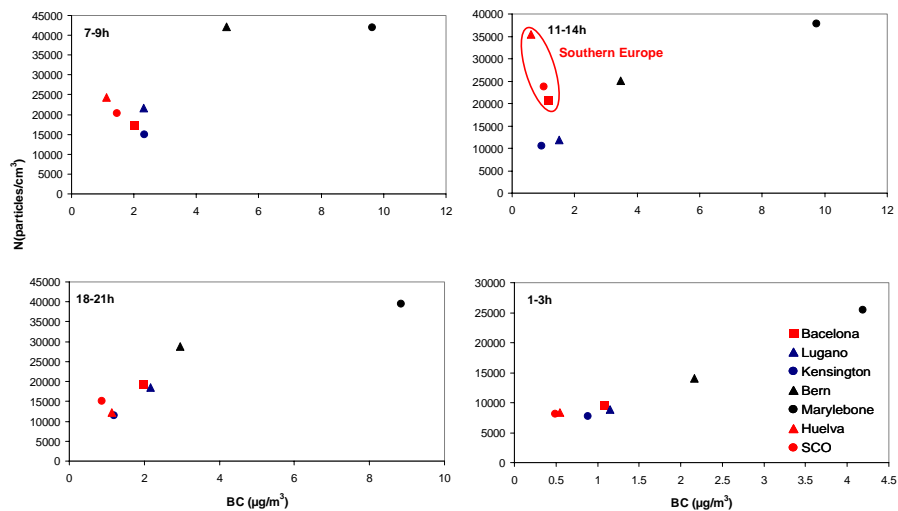 7-9h
45000
40000
35000
30000
25000
20000
15000
10000
5000
0
0 2 4 6 8 10 12
11-14h
Southern Europe
40000
35000
30000
25000
20000
15000
10000
5000
0
0 2 4 6 8 10 12
N(particles/cm³)
18-21h
45000
40000
35000
30000
25000
20000
15000
10000
5000
0
0 2 4 6 8 10
BC (µg/m³)
1-3h
30000
25000
20000
15000
10000
5000
0
0 0.5 1 1.5 2 2.5 3 3.5 4 4.5
BC (µg/m³)
Bacelona
Lugano
Kensington
Bern
Marylebone
Huelva
SCO